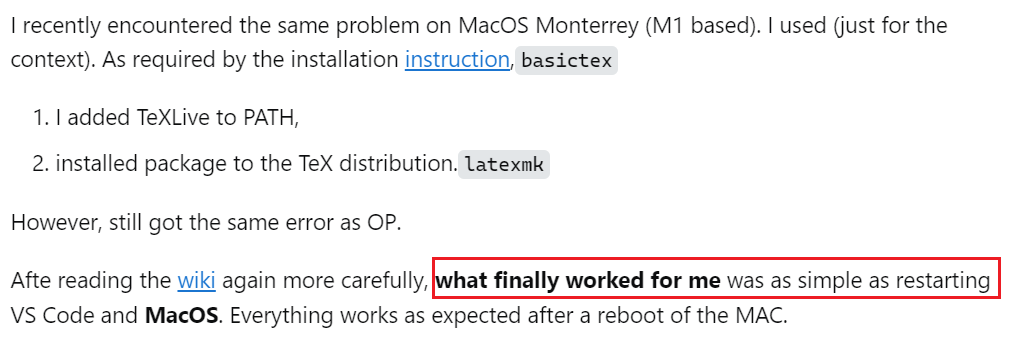 I recently encountered the same problem on MacOS Monterrey (M1 based). I used (just for the
context). As required by the installation instruction, basictex
1. I added TeXLive to PATH,
2. installed package to the TeX distribution. latexmk
However, still got the same error as OP.
Afte reading the wiki again more carefully, what finally worked for me was as simple as restarting
VS Code and MacOS. Everything works as expected after a reboot of the MAC.